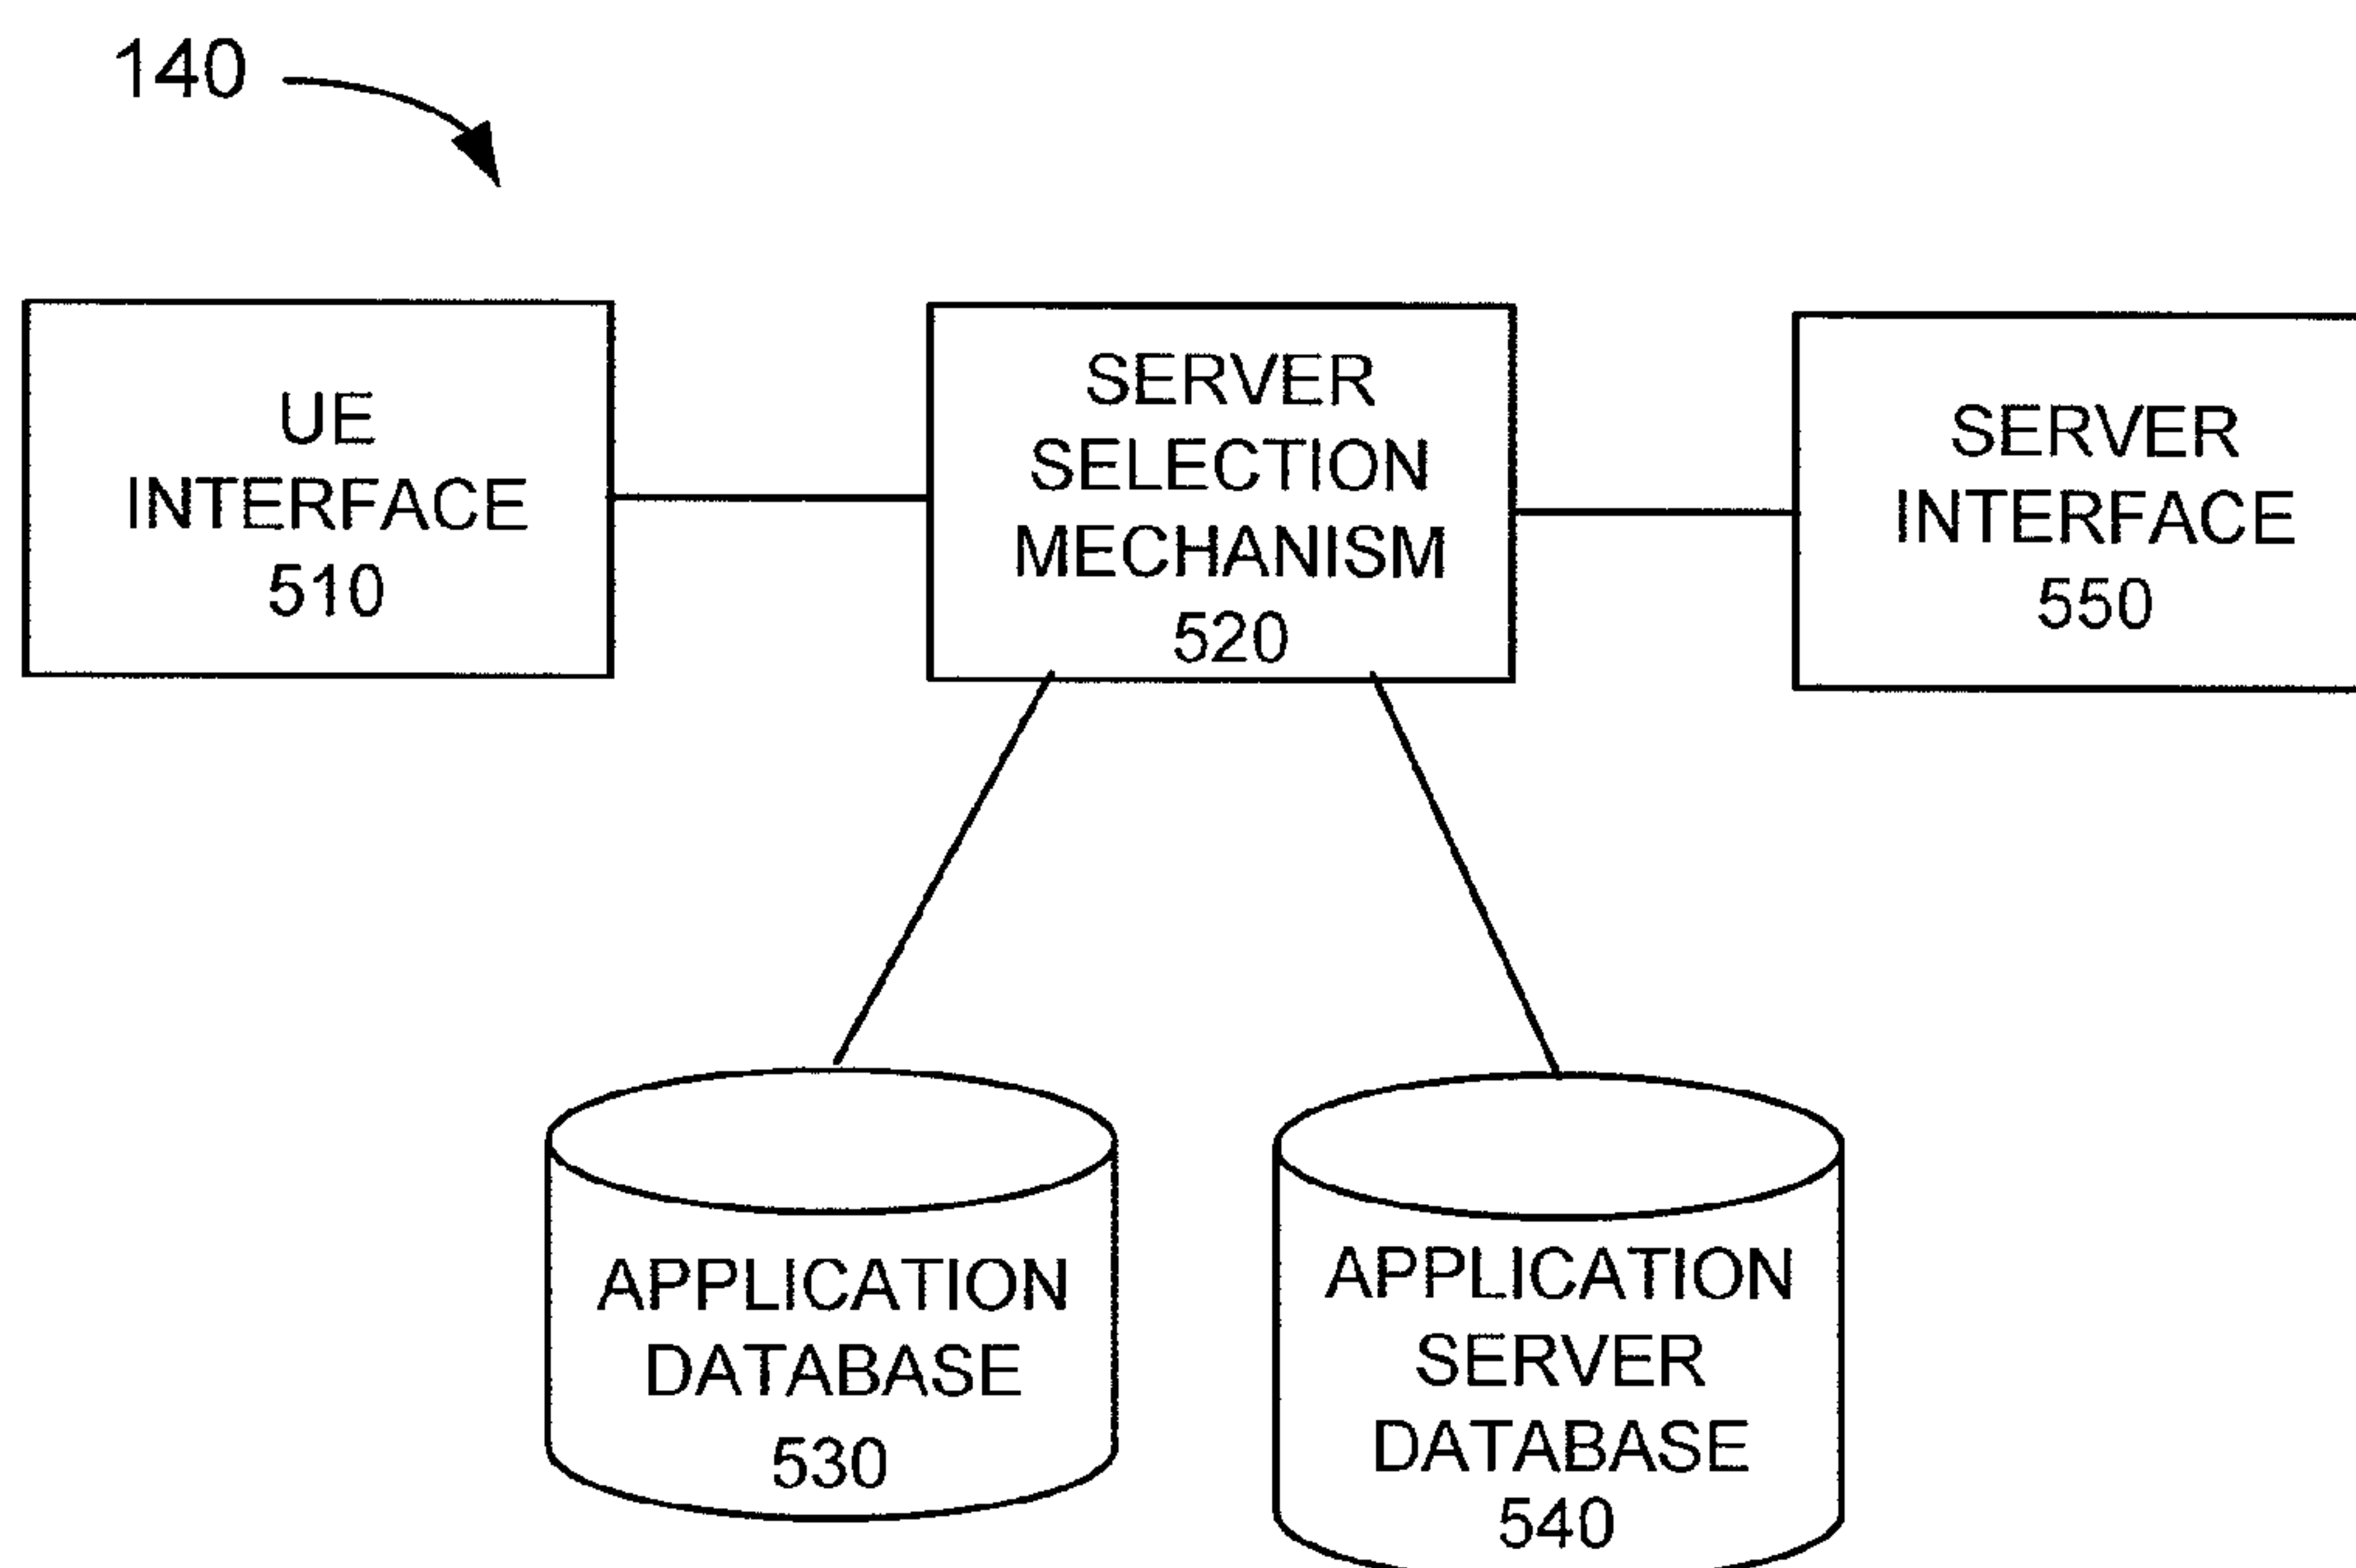 140
UE
INTERFACE
510
SERVER
SELECTION
MECHANISM
520
SERVER
INTERFACE
550
APPLICATION
DATABASE
530
APPLICATION
SERVER
DATABASE
540